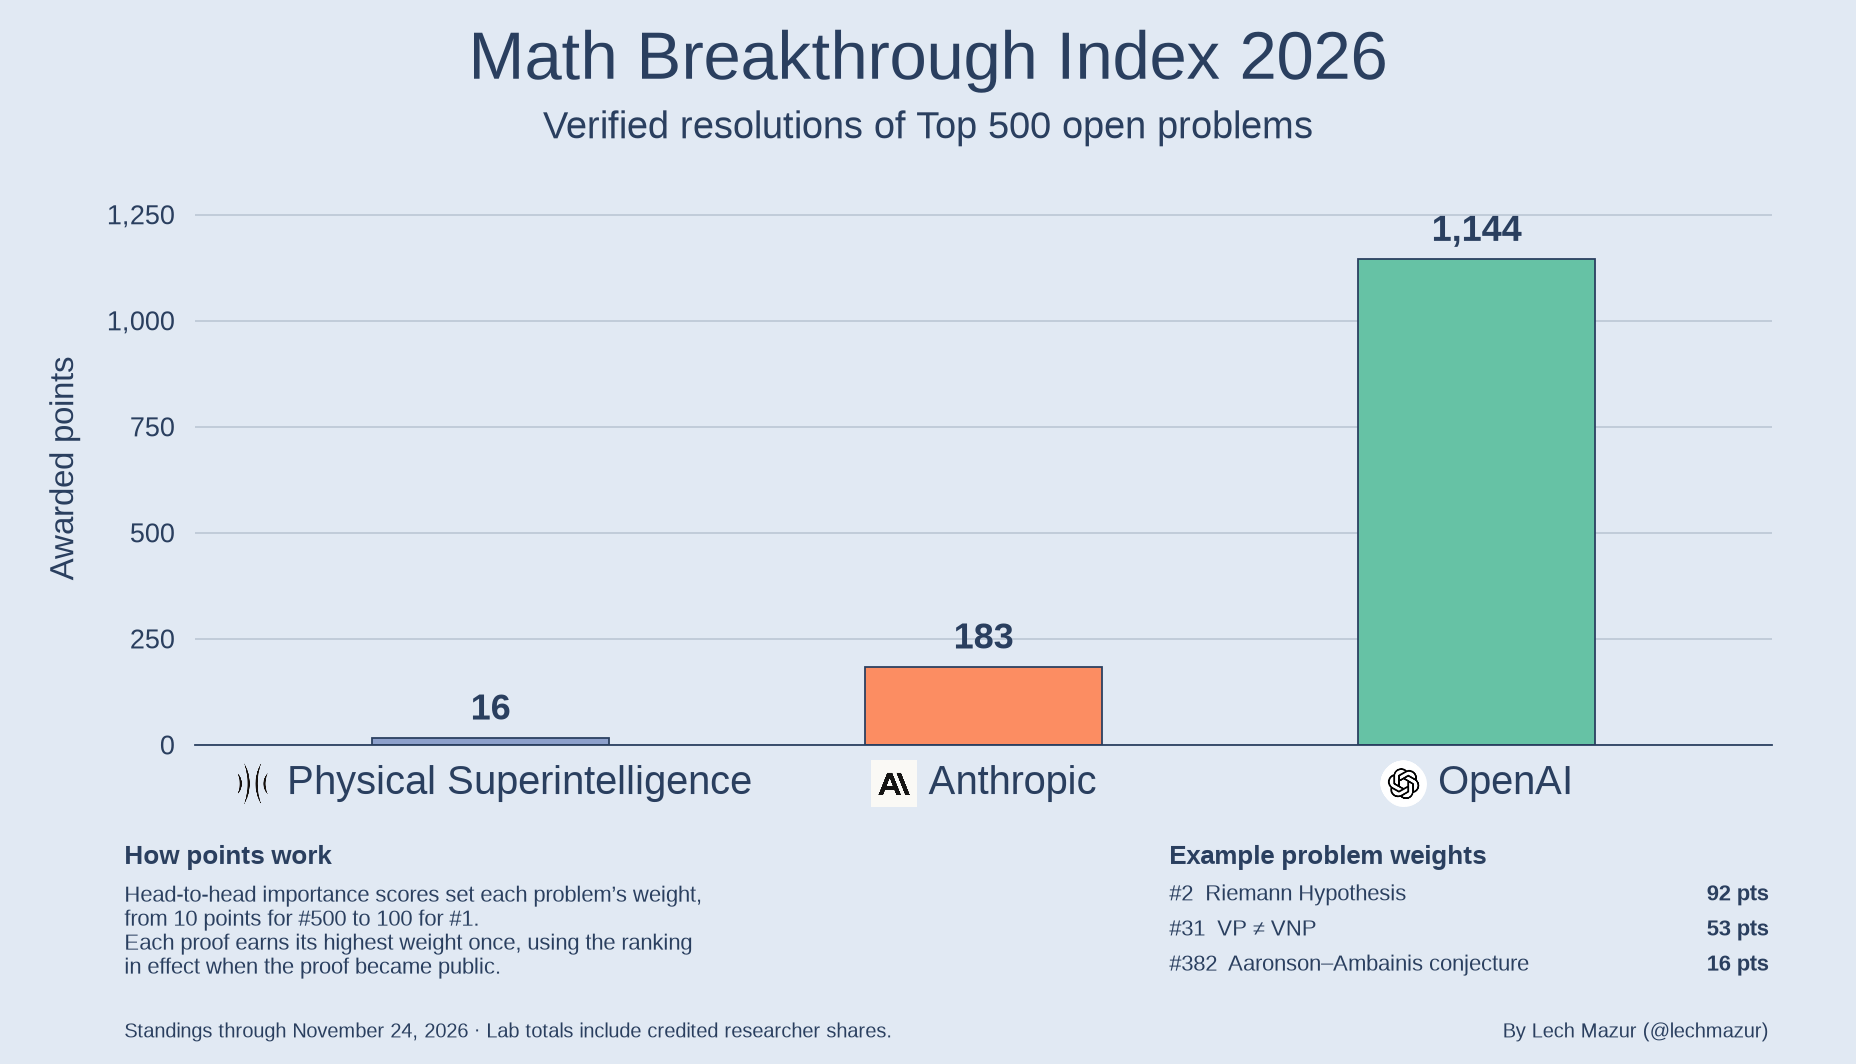 Math Breakthrough Index 2026
Verified resolutions of Top 500 open problems
Awarded points
1,250
1,000
750
500
250
0
16
183
1,144
Physical Superintelligence
Anthropic
OpenAI
How points work
Head-to-head importance scores set each problem’s weight,
from 10 points for #500 to 100 for #1.
Each proof earns its highest weight once, using the ranking
in effect when the proof became public.
Example problem weights
#2 Riemann Hypothesis 92 pts
#31 VP ≠ VNP 53 pts
#382 Aaronson–Ambainis conjecture 16 pts
Standings through November 24, 2026 · Lab totals include credited researcher shares.
By Lech Mazur (@lechmazur)